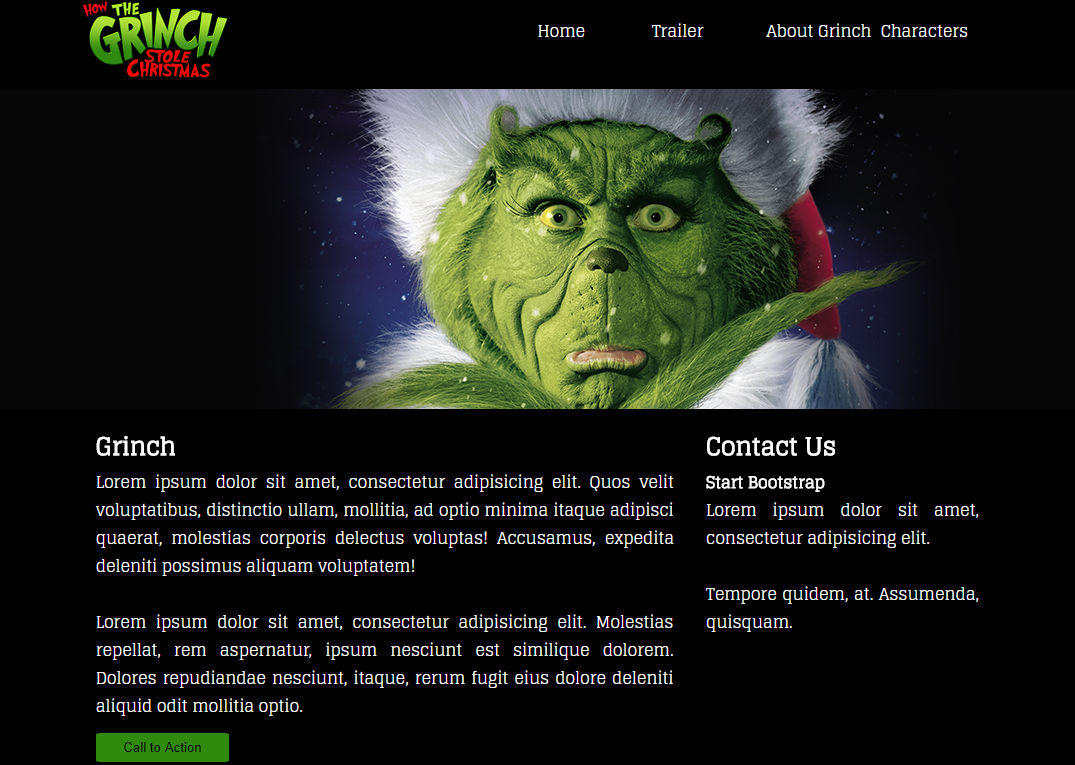 HOW THE
GRINCH
STOLE
CHRISTMAS
Home Trailer About Grinch Characters
Grinch
Lorem ipsum dolor sit amet, consectetur adipisicing elit. Quos velit
voluptatibus, distinctio ullam, mollitia, ad optio minima itaque adipisci
quaerat, molestias corporis delectus voluptas! Accusamus, expedita
deleniti possimus aliquam voluptatem!
Lorem ipsum dolor sit amet, consectetur adipisicing elit. Molestias
repellat, rem aspernatur, ipsum nesciunt est similique dolorem.
Dolores repudiandae nesciunt, itaque, rerum fugit eius dolore deleniti
aliquid odit mollitia optio.
Call to Action
Contact Us
Start Bootstrap
Lorem ipsum dolor sit amet,
consectetur adipisicing elit.
Tempore quidem, at. Assumenda,
quisquam.